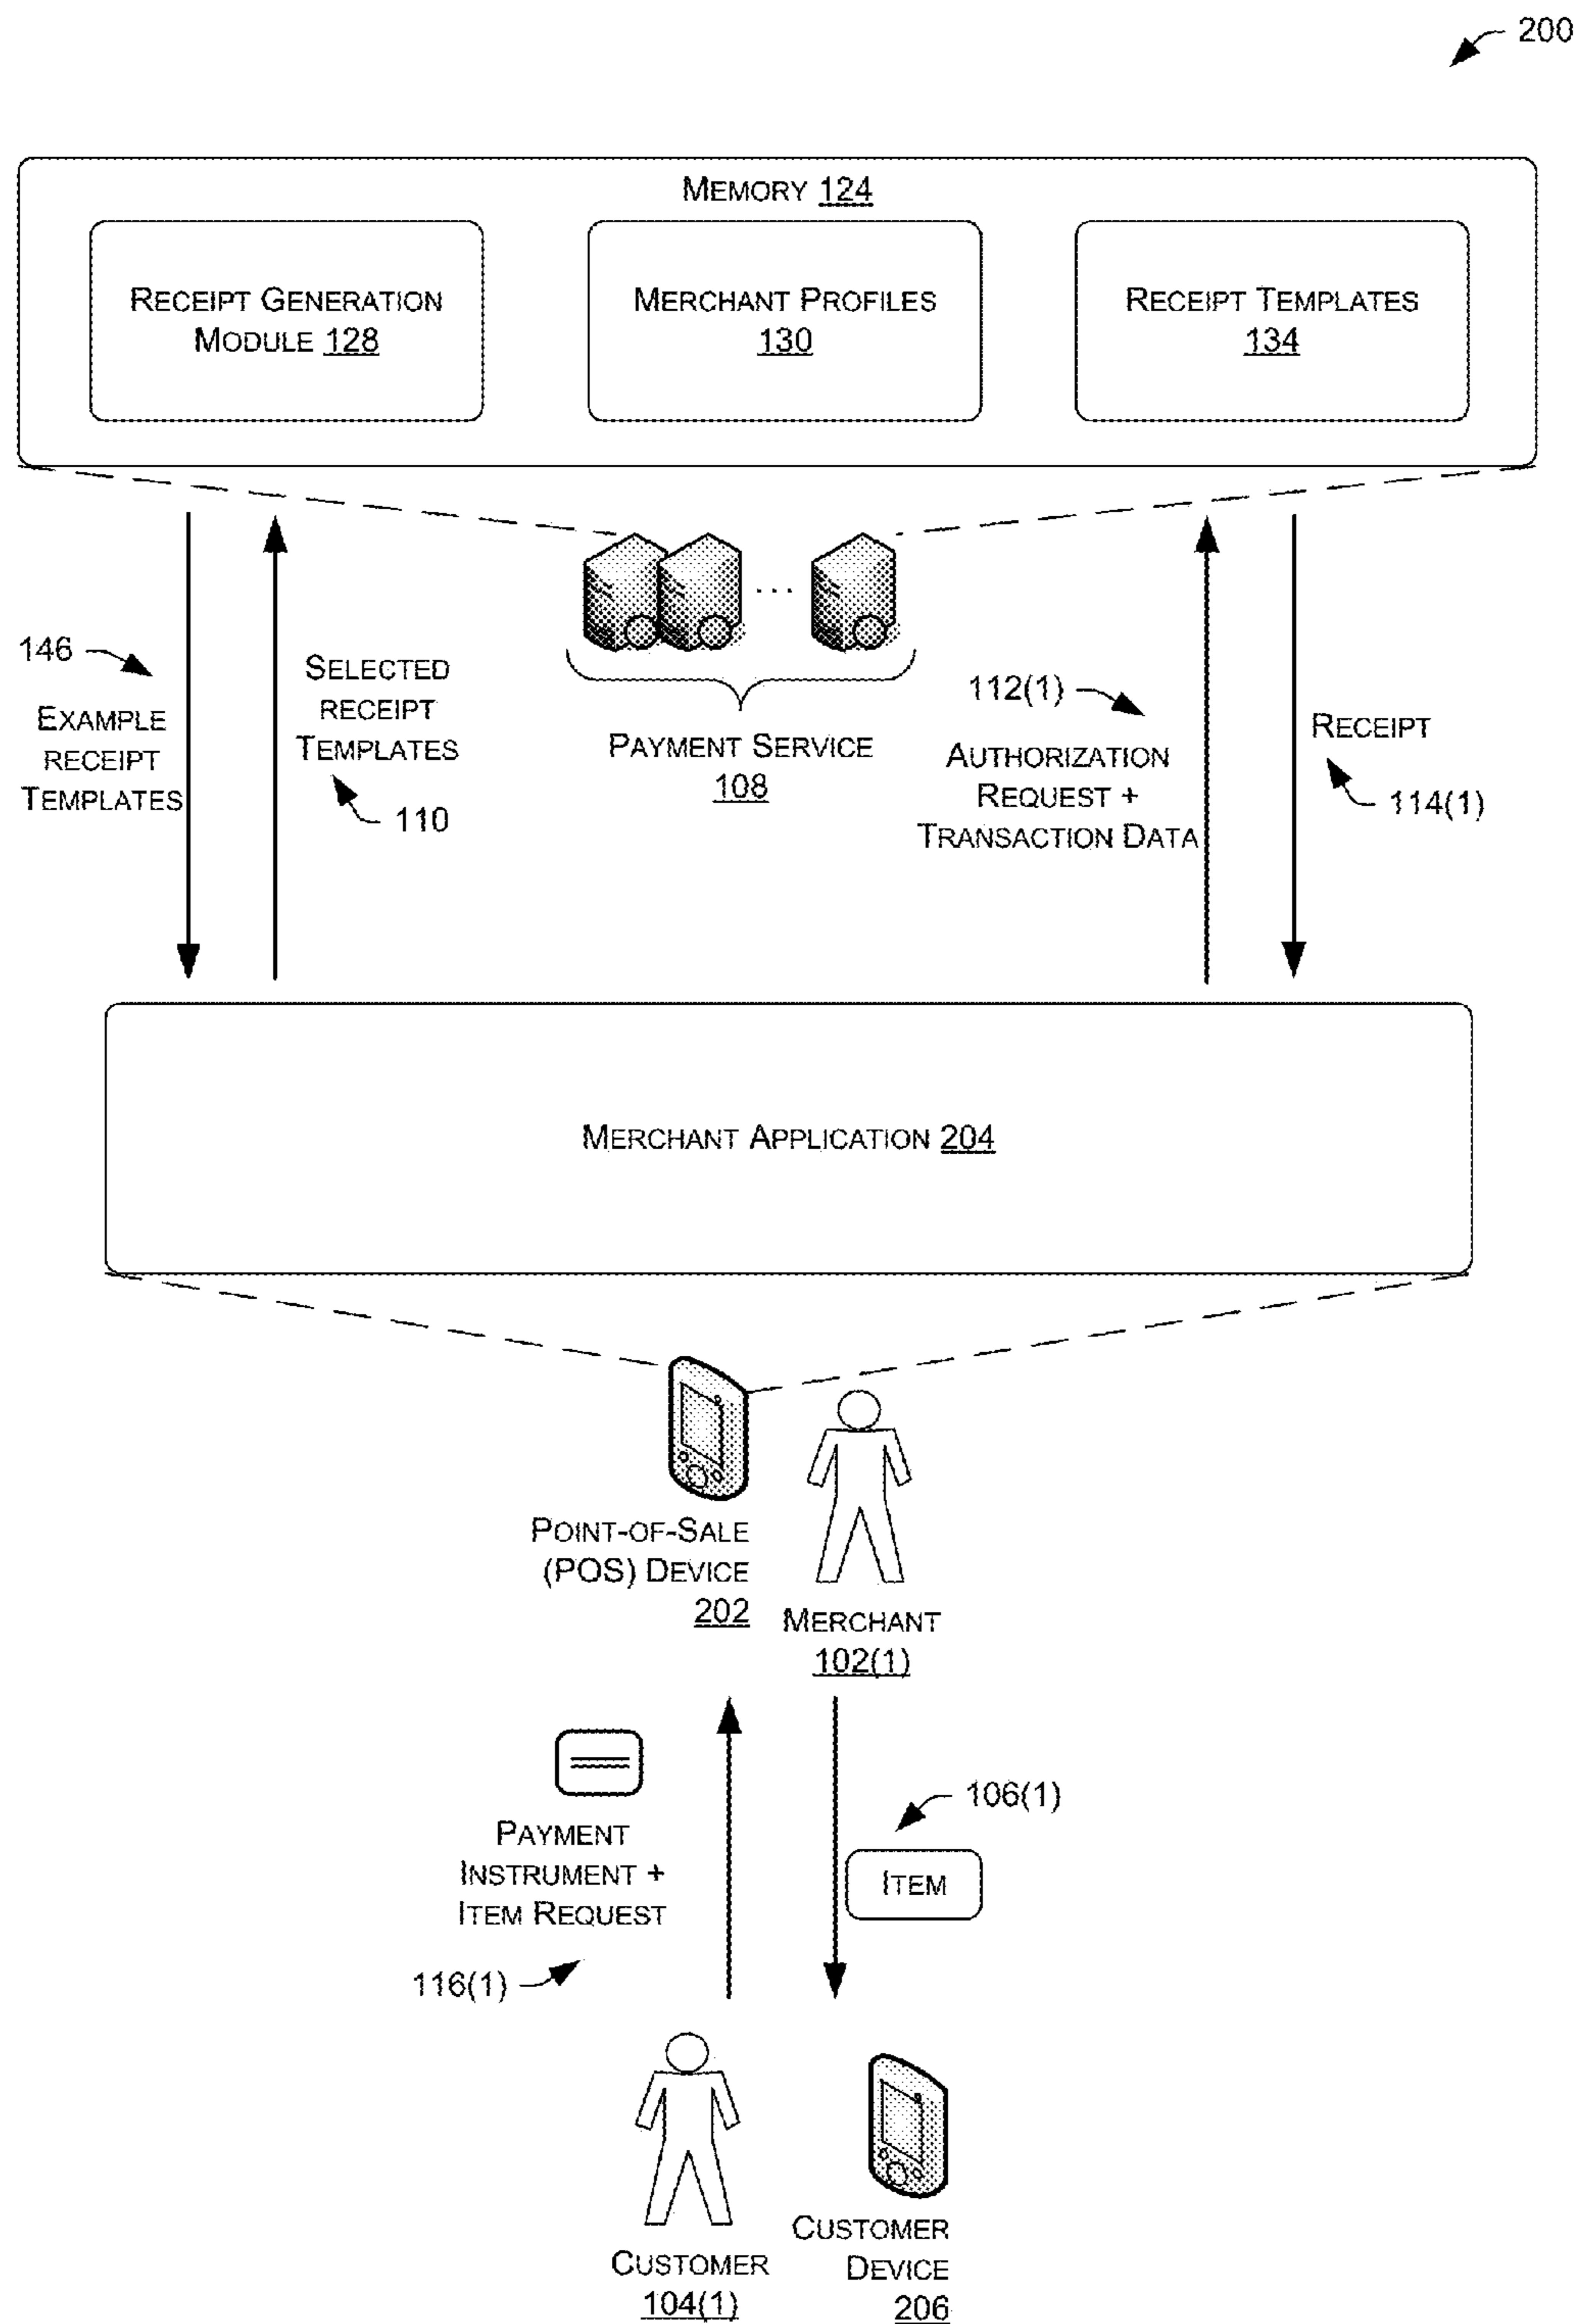 200
MEMORY 124
RECEIPT GENERATION
MODULE 128
MERCHANT PROFILES
130
RECEIPT TEMPLATES
134
146
EXAMPLE
RECEIPT
TEMPLATES
SELECTED
RECEIPT
TEMPLATES
110
...
PAYMENT SERVICE
108
112(1)
AUTHORIZATION
REQUEST +
TRANSACTION DATA
RECEIPT
114(1)
MERCHANT APPLICATION 204
POINT-OF-SALE
(POS) DEVICE
202
MERCHANT
102(1)
PAYMENT
INSTRUMENT +
ITEM REQUEST
116(1)
106(1)
ITEM
CUSTOMER
104(1)
CUSTOMER
DEVICE
206